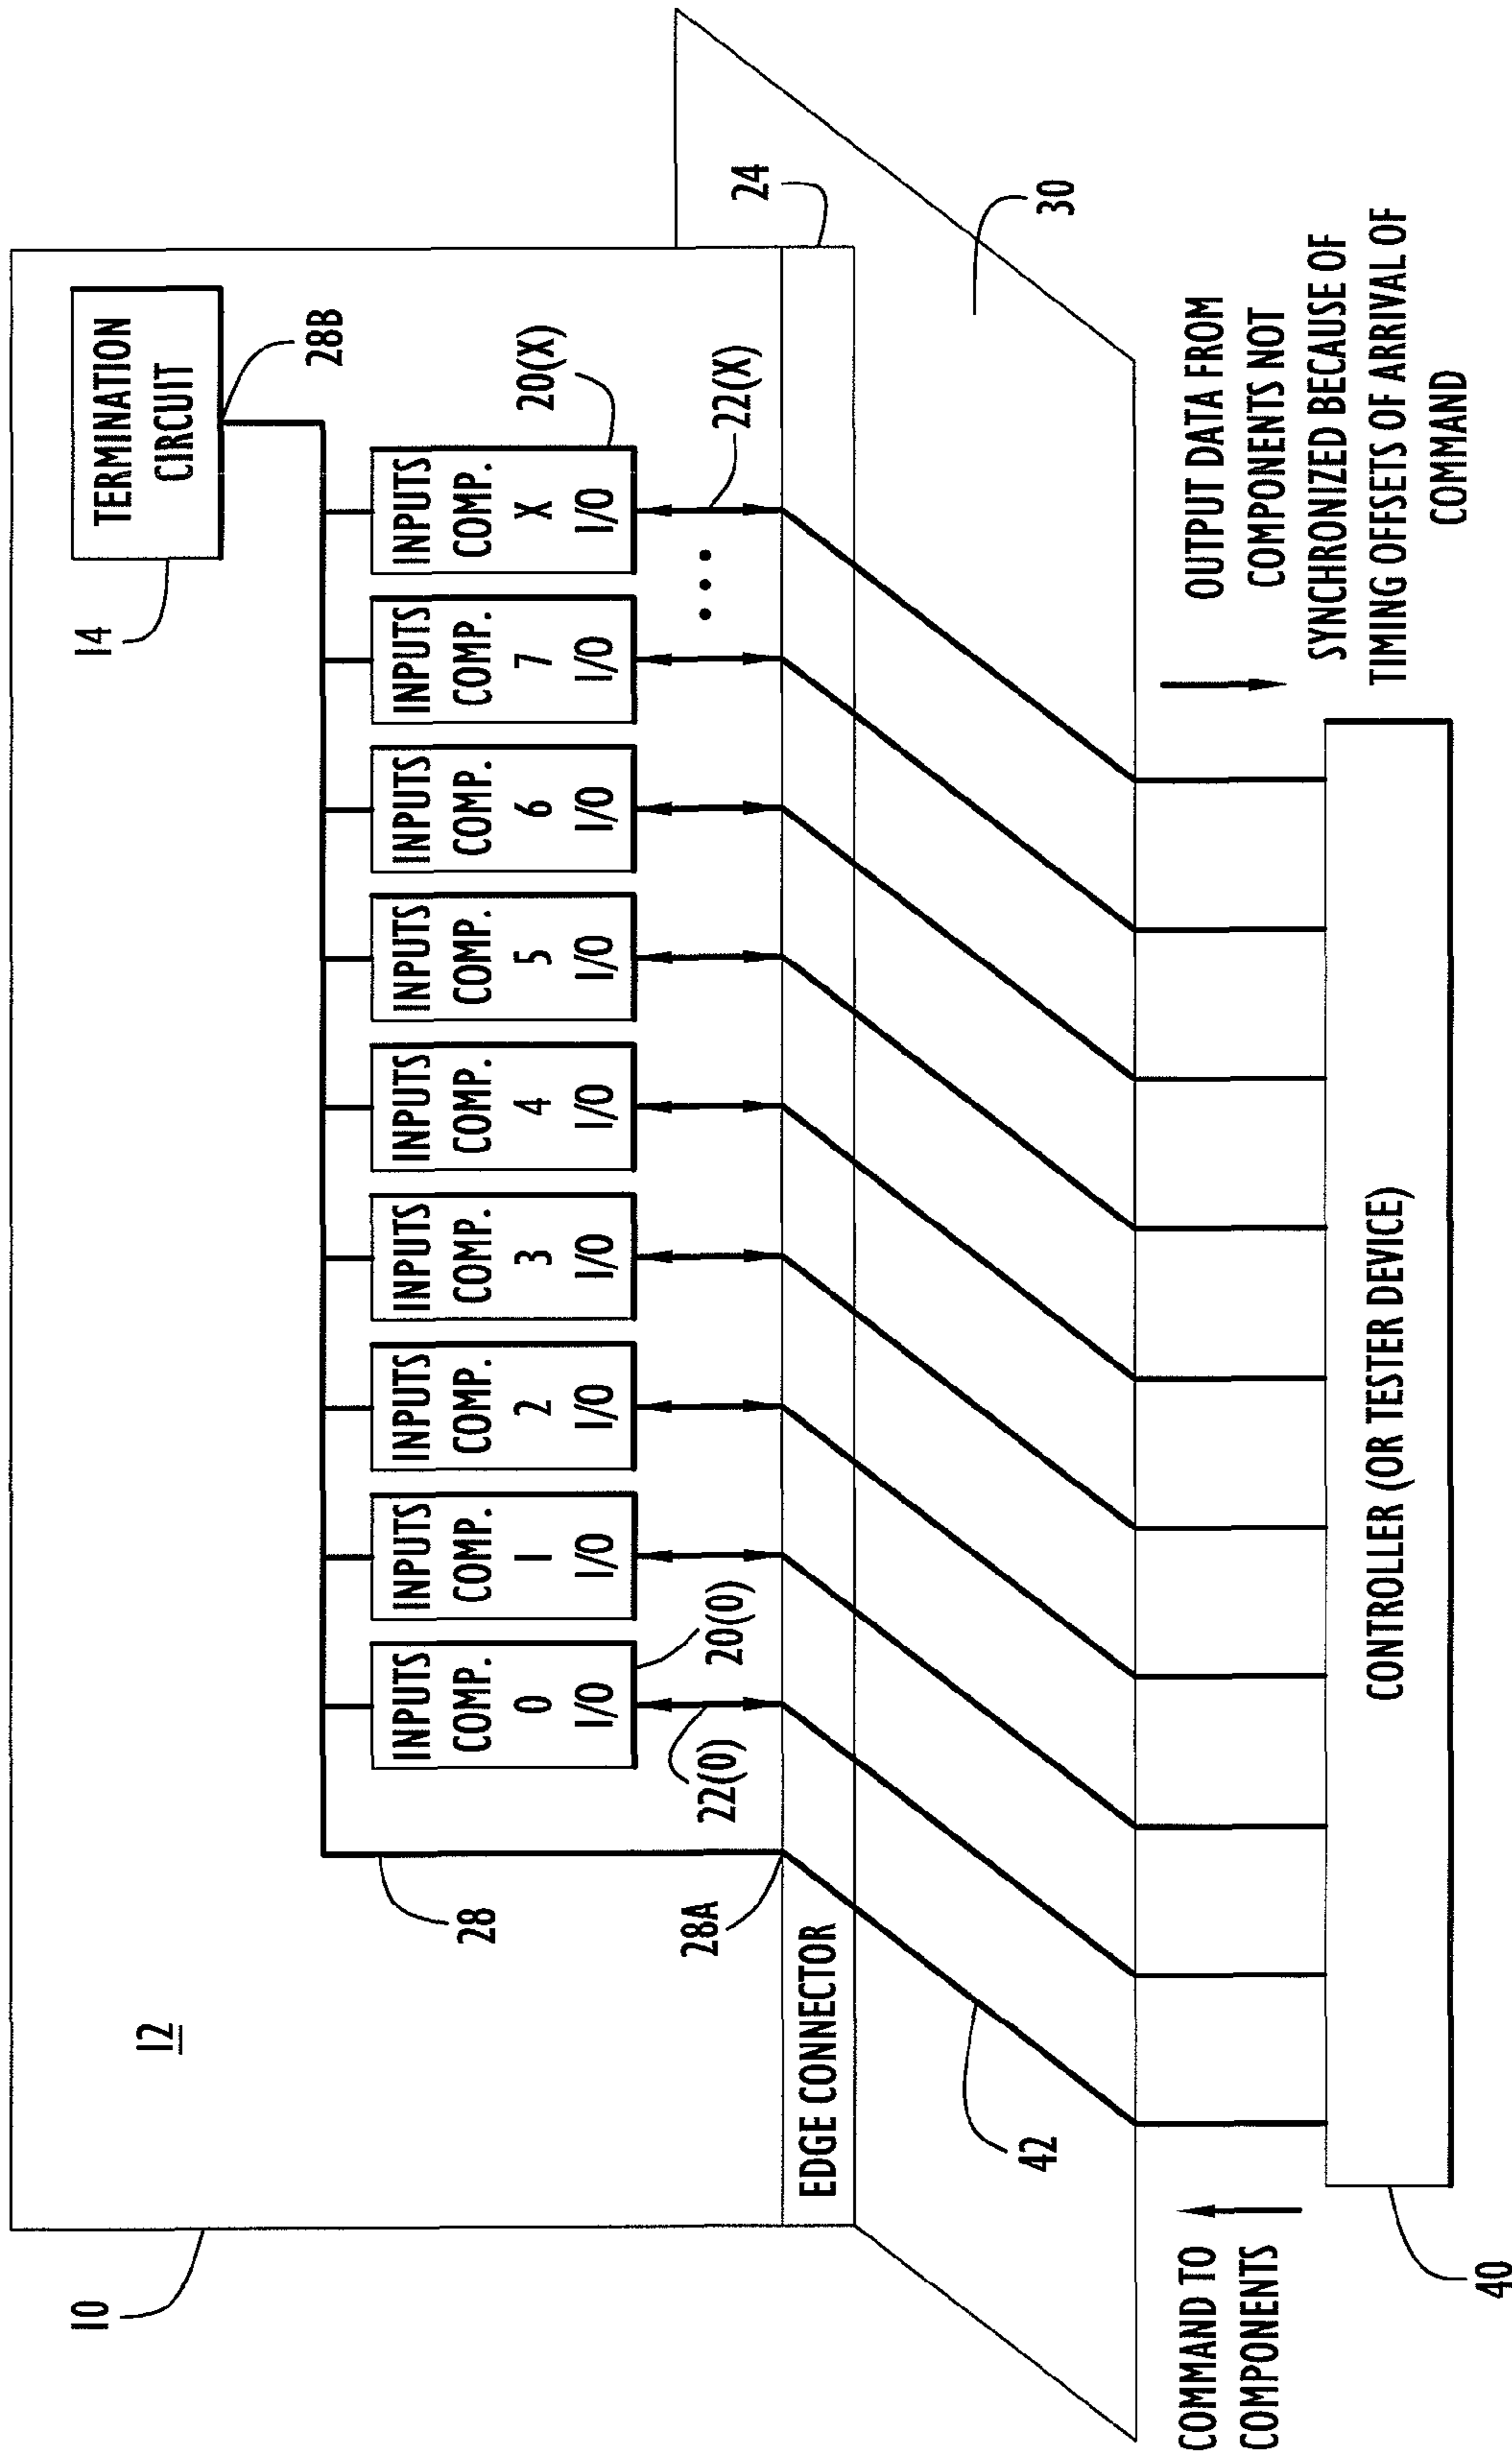 10
12
14
TERMINATION
CIRCUIT
28B
28
INPUTS
COMP.
0
I/O
INPUTS
COMP.
1
I/O
INPUTS
COMP.
2
I/O
INPUTS
COMP.
3
I/O
INPUTS
COMP.
4
I/O
INPUTS
COMP.
5
I/O
INPUTS
COMP.
6
I/O
INPUTS
COMP.
7
I/O
INPUTS
COMP.
X
I/O
20(X)
20(0)
22(0)
22(X)
...
28A
24
EDGE CONNECTOR
42
30
COMMAND TO
COMPONENTS
OUTPUT DATA FROM
COMPONENTS NOT
SYNCHRONIZED BECAUSE OF
TIMING OFFSETS OF ARRIVAL OF
COMMAND
CONTROLLER (OR TESTER DEVICE)
40